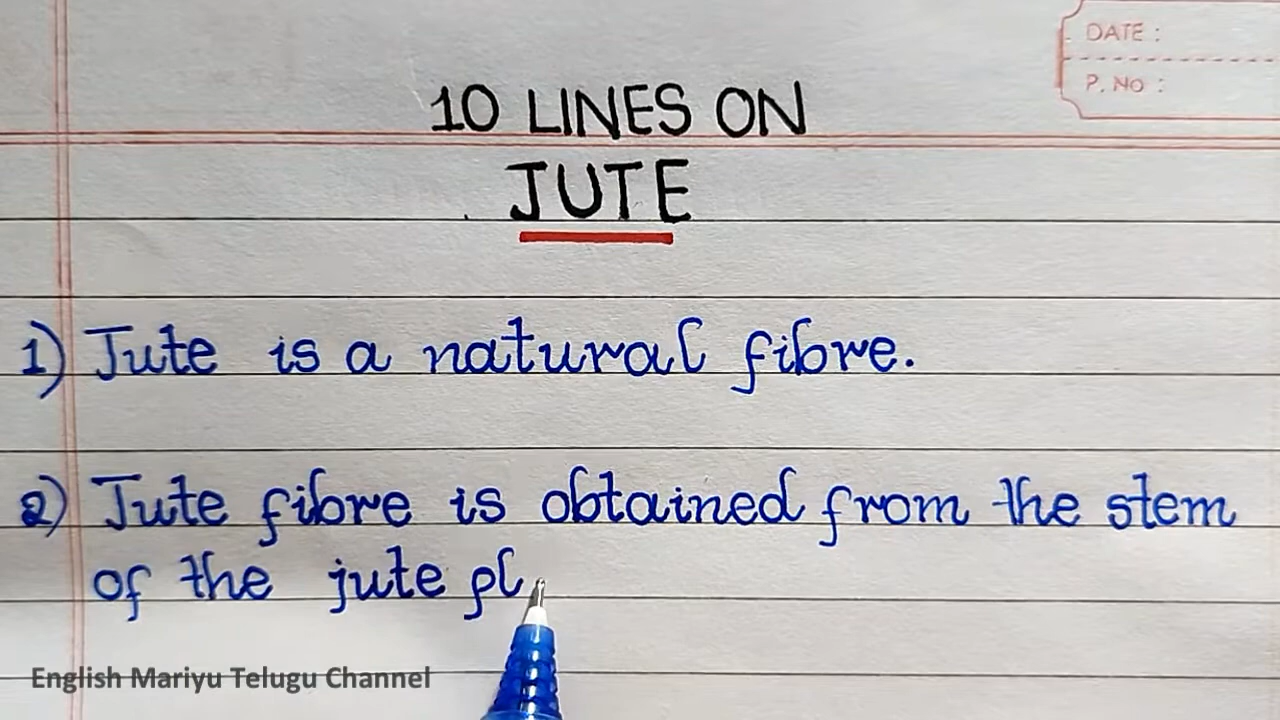 DATE :
P. No :
10 LINES ON
JUTE
1) Jute is a natural fibre.
2) Jute fibre is obtained from the stem
of the jute pl
English Mariyu Telugu Channel